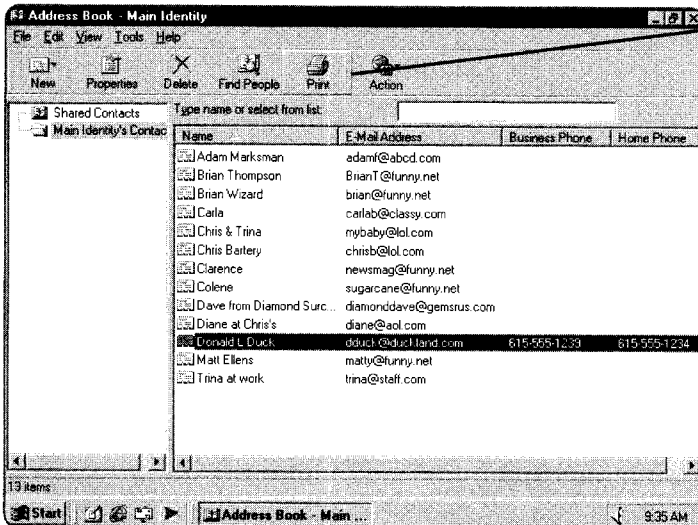 Address Book - Main Identity
File Edit View Tools Help
New Properties Delete Find People Print Action
Shared Contacts
Main Identity's Contac
Type name or select from list:
Name E-Mail Address Business Phone Home Phone
Adam Marksman adamf@abcd.com
Brian Thompson BrianT@funny.net
Brian Wizard brian@funny.net
Carla carlab@classy.com
Chris & Trina mybaby@lol.com
Chris Bartery chrisb@lol.com
Clarence newsmag@funny.net
Colene sugarcane@funny.net
Dave from Diamond Surc... diamonddave@gemsrus.com
Diane at Chris's diane@aol.com
Donald L Duck dduck@duckland.com 615-555-1239 615-555-1234
Matt Ellens matty@funny.net
Trina at work trina@staff.com
13 items
Start Address Book - Main ... 9:35 AM